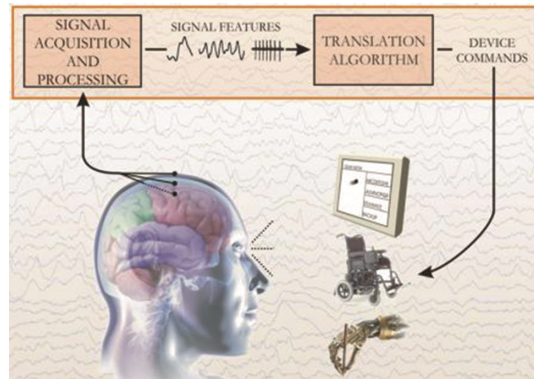 SIGNAL
ACQUISITION
AND
PROCESSING
SIGNAL FEATURES
TRANSLATION
ALGORITHM
DEVICE
COMMANDS